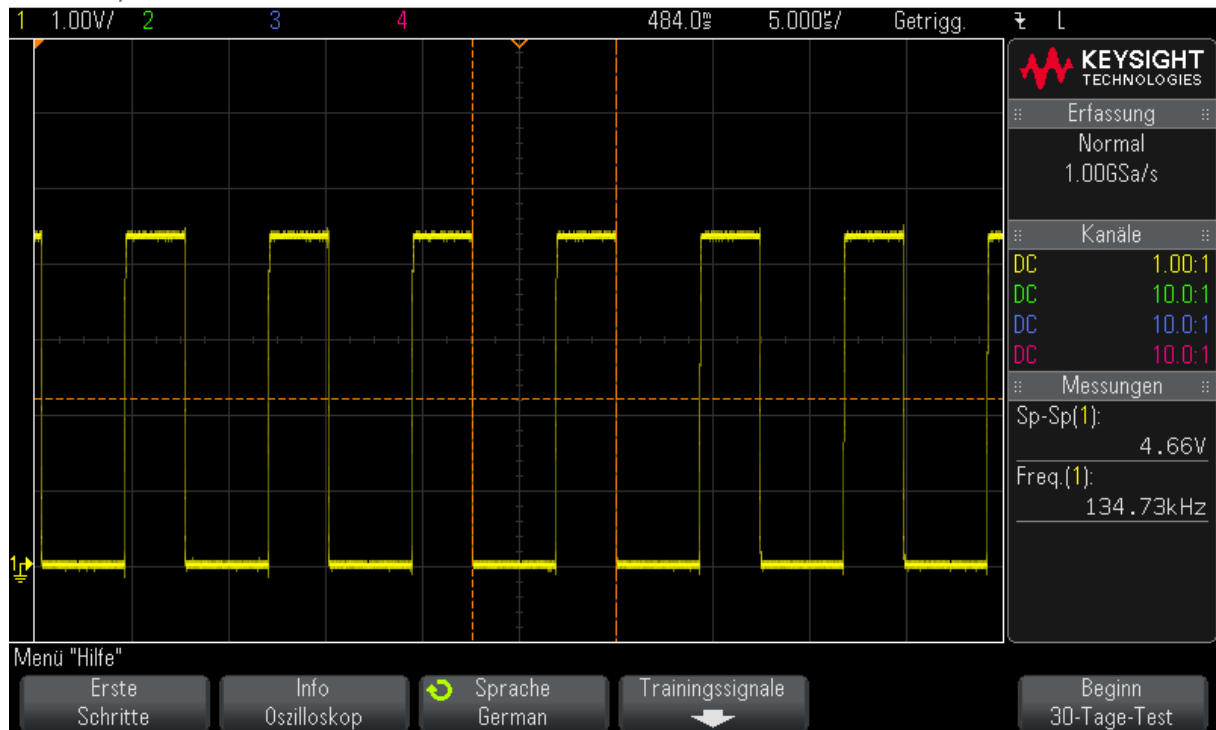 1 1.00V/ 2 3 4 484.0㎳ 5.000㎲/ Getrigg. L
KEYSIGHT
TECHNOLOGIES
Erfassung
Normal
1.00GSa/s
Kanäle
DC 1.00:1
DC 10.0:1
DC 10.0:1
DC 10.0:1
Messungen
Sp-Sp(1):
4.66V
Freq.(1):
134.73kHz
1
Menü "Hilfe"
Erste
Schritte
Info
Oszilloskop
Sprache
German
Trainingssignale
Beginn
30-Tage-Test